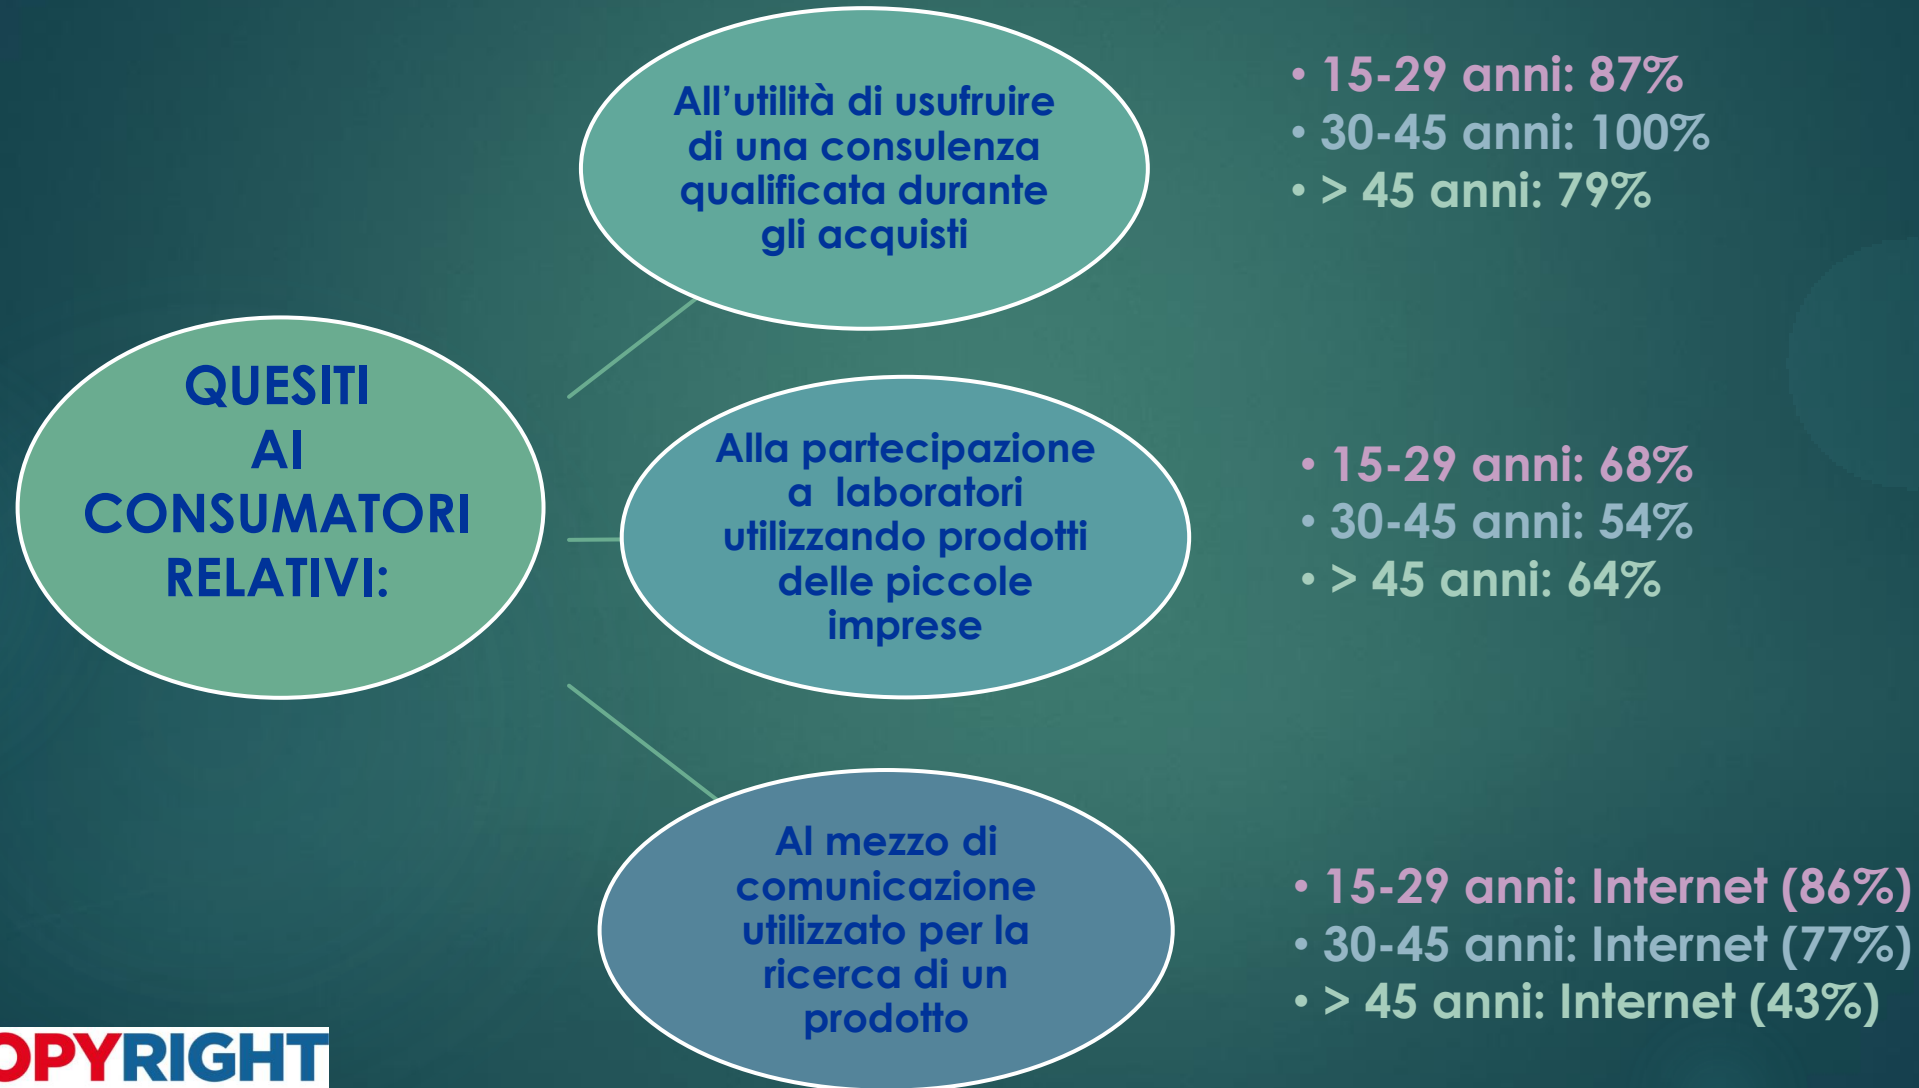 QUESITI
AI
CONSUMATORI
RELATIVI:
All’utilità di usufruire
di una consulenza
qualificata durante
gli acquisti
• 15-29 anni: 87%
• 30-45 anni: 100%
• > 45 anni: 79%
Alla partecipazione
a  laboratori
utilizzando prodotti
delle piccole
imprese
• 15-29 anni: 68%
• 30-45 anni: 54%
• > 45 anni: 64%
Al mezzo di
comunicazione
utilizzato per la
ricerca di un
prodotto
• 15-29 anni: Internet (86%)
• 30-45 anni: Internet (77%)
• > 45 anni: Internet (43%)
OPYRIGHT